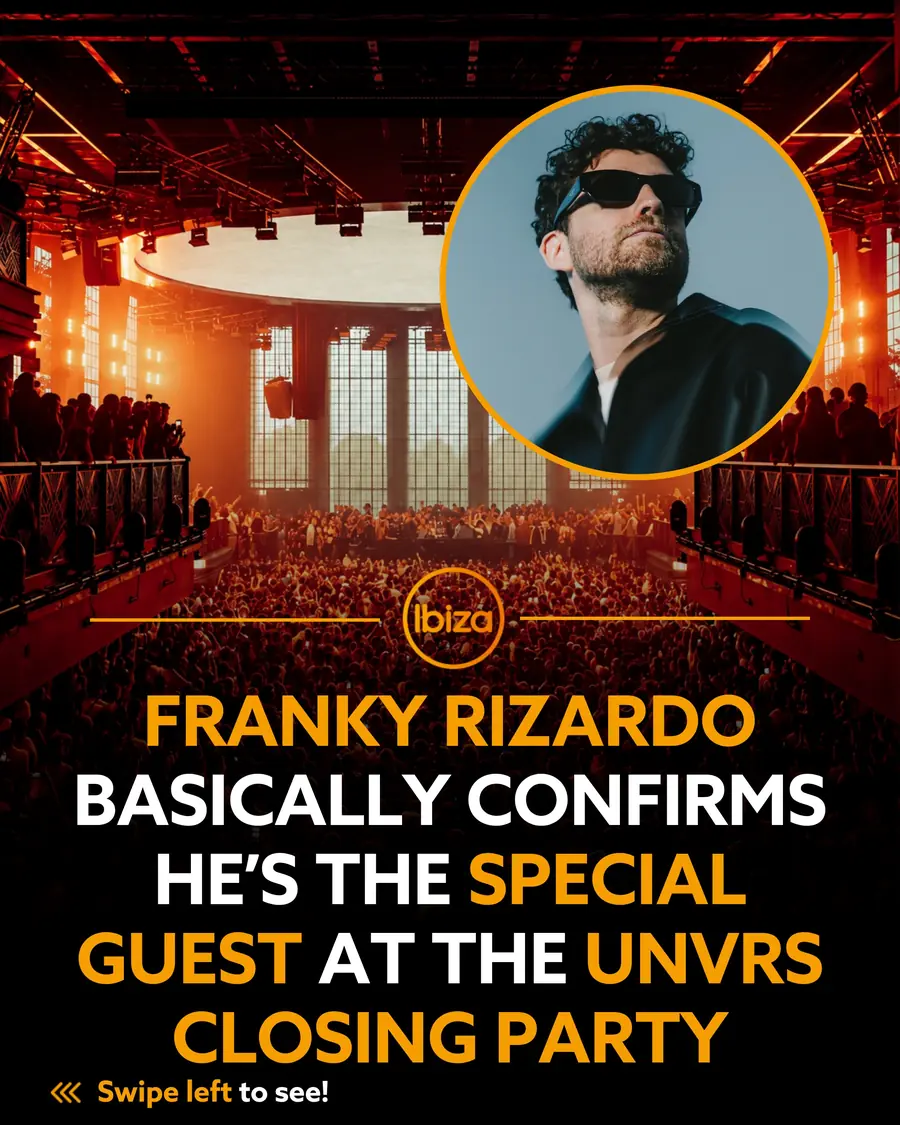 Ibiza
FRANKY RIZARDO
BASICALLY CONFIRMS
HE'S THE SPECIAL
GUEST AT THE UNVRS
CLOSING PARTY
Swipe left to see!